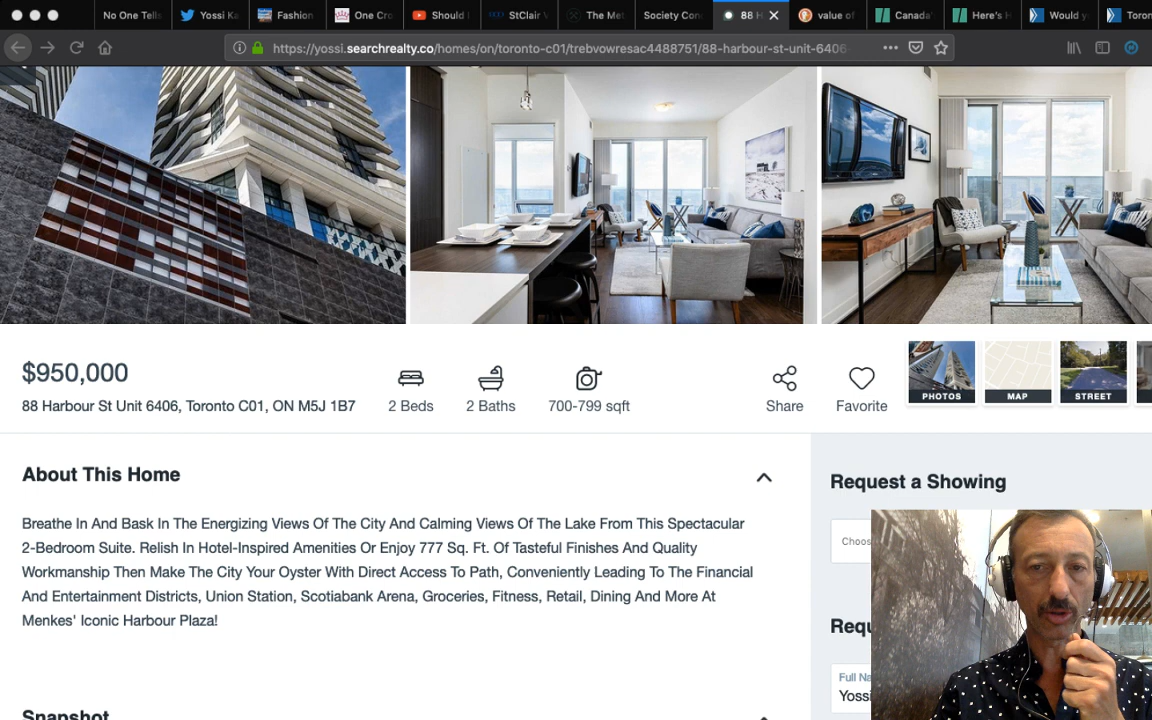 No One Tells
Yossi Ka
Fashion
One Cro
Should
StClair
The Met
Society Con
88 H
value of
Canada'
Here's H
Would y
Toron
https://yossi.searchrealty.co/homes/on/toronto-c01/trebvowresac4488751/88-harbour-st-unit-6406-
$950,000
88 Harbour St Unit 6406, Toronto C01, ON M5J 1B7
2 Beds
2 Baths
700-799 sqft
Share
Favorite
PHOTOS
MAP
STREET
About This Home
Breathe In And Bask In The Energizing Views Of The City And Calming Views Of The Lake From This Spectacular
2-Bedroom Suite. Relish In Hotel-Inspired Amenities Or Enjoy 777 Sq. Ft. Of Tasteful Finishes And Quality
Workmanship Then Make The City Your Oyster With Direct Access To Path, Conveniently Leading To The Financial
And Entertainment Districts, Union Station, Scotiabank Arena, Groceries, Fitness, Retail, Dining And More At
Menkes' Iconic Harbour Plaza!
Snapshot
Request a Showing
Choos
Requ
Full Na
Yossi